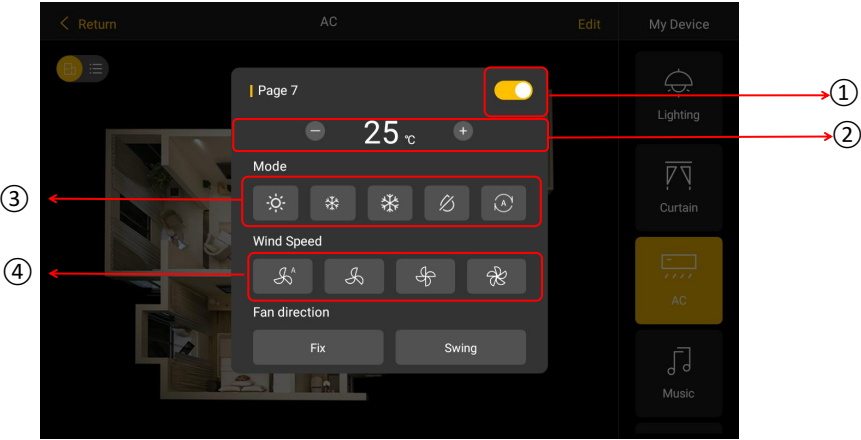 Return
AC
Edit
My Device
Page 7
①
25 ℃
②
Lighting
Mode
③
A
Curtain
Wind Speed
④
A
AC
Fan direction
Fix
Swing
Music